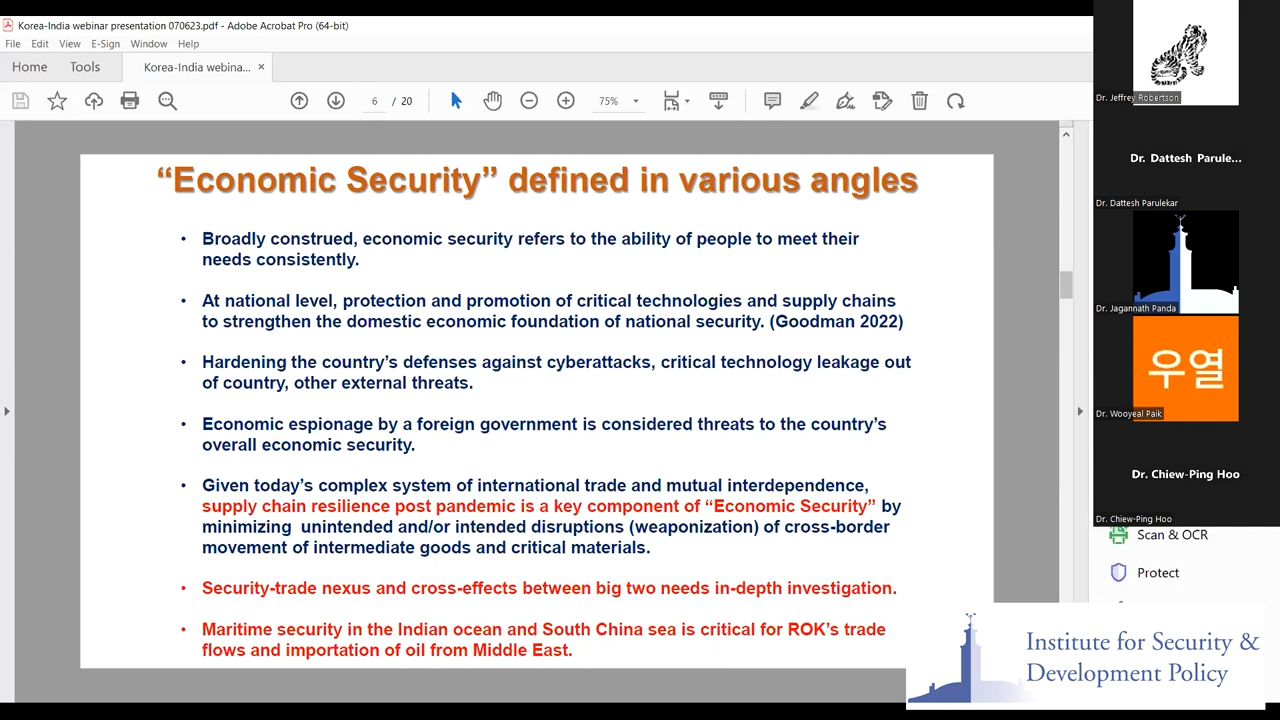 Korea-India webinar presentation 070623.pdf - Adobe Acrobat Pro (64-bit)
File Edit View E-Sign Window Help
Home Tools Korea-India webina... ×
6 / 20 75%
“Economic Security” defined in various angles
• Broadly construed, economic security refers to the ability of people to meet their
needs consistently.
• At national level, protection and promotion of critical technologies and supply chains
to strengthen the domestic economic foundation of national security. (Goodman 2022)
• Hardening the country’s defenses against cyberattacks, critical technology leakage out
of country, other external threats.
• Economic espionage by a foreign government is considered threats to the country’s
overall economic security.
• Given today’s complex system of international trade and mutual interdependence,
supply chain resilience post pandemic is a key component of “Economic Security” by
minimizing unintended and/or intended disruptions (weaponization) of cross-border
movement of intermediate goods and critical materials.
• Security-trade nexus and cross-effects between big two needs in-depth investigation.
• Maritime security in the Indian ocean and South China sea is critical for ROK’s trade
flows and importation of oil from Middle East.
Dr. Jeffrey Robertson
Dr. Dattesh Parule...
Dr. Dattesh Parulekar
Dr. Jagannath Panda
우열
Dr. Wooyeal Paik
Dr. Chiew-Ping Hoo
Dr. Chiew-Ping Hoo
Scan & OCR
Protect
Institute for Security &
Development Policy